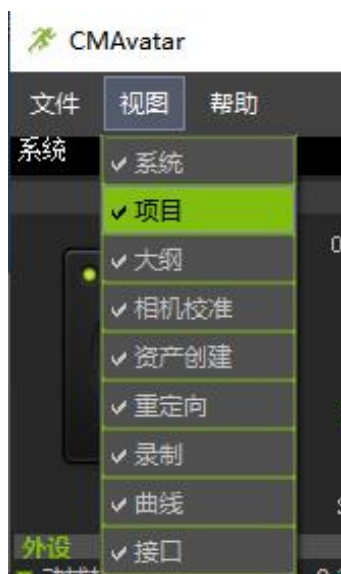 CMAvatar
文件 视图 帮助
系统
✓系统
✓项目
✓大纲
✓相机校准
✓资产创建
✓重定向
✓录制
✓曲线
✓接口
外设